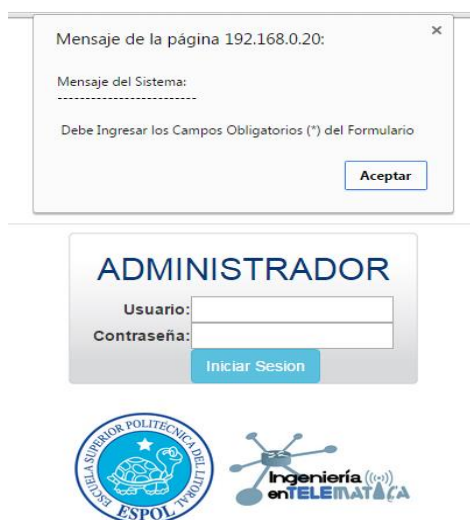 Mensaje de la página 192.168.0.20:
×
Mensaje del Sistema:
-------------------------
Debe Ingresar los Campos Obligatorios (*) del Formulario
Aceptar
ADMINISTRADOR
Usuario:
Contraseña:
Iniciar Sesion
ESCUELA SUPERIOR POLITECNICA DEL LITORAL
ESPOL
Ingeniería
enTELEMATICA